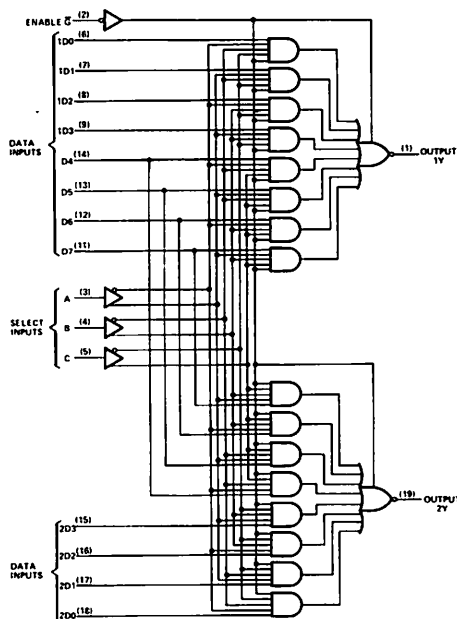 ENABLE G (2)
1D0 (6)
1D1 (7)
1D2 (8)
1D3 (9)
DATA
INPUTS
D4 (14)
D5 (13)
D6 (12)
D7 (11)
(1) OUTPUT
1Y
A (3)
SELECT
INPUTS
B (4)
C (5)
(19) OUTPUT
2Y
2D3 (15)
DATA
INPUTS
2D2 (16)
2D1 (17)
2D0 (18)